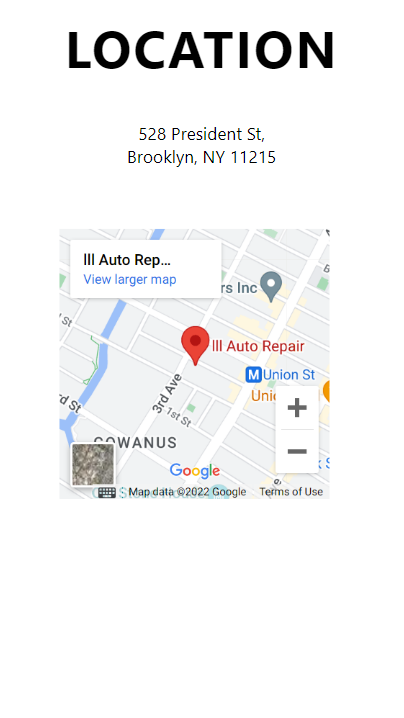 LOCATION
528 President St,
Brooklyn, NY 11215
lll Auto Rep...
View larger map
rs Inc
St
lll Auto Repair
M Union St
Unio
3rd Ave
1st St
rd St
GOWANUS
Google
Map data ©2022 Google
Terms of Use